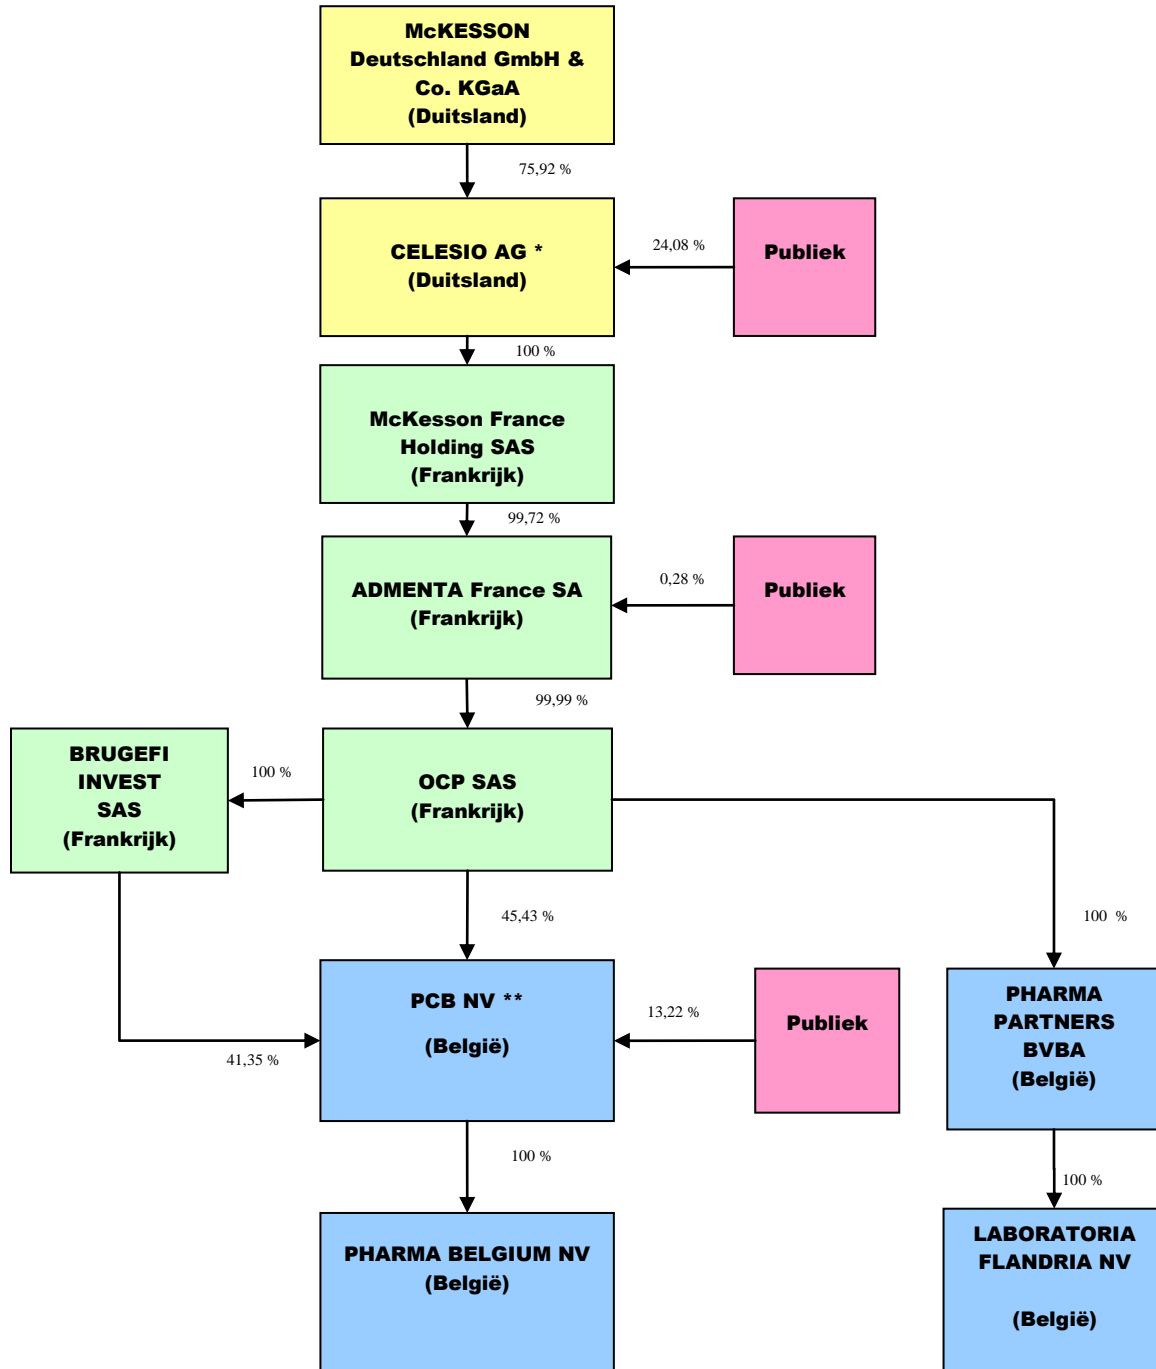 McKESSON
Deutschland GmbH &
Co. KGaA
(Duitsland)
75,92 %
CELESIO AG *
(Duitsland)
24,08 %
Publiek
100 %
McKesson France
Holding SAS
(Frankrijk)
99,72 %
ADMENTA France SA
(Frankrijk)
0,28 %
Publiek
99,99 %
BRUGEFI
INVEST
SAS
(Frankrijk)
100 %
OCP SAS
(Frankrijk)
45,43 %
100 %
PCB NV **
(België)
13,22 %
Publiek
PHARMA
PARTNERS
BVBA
(België)
41,35 %
100 %
100 %
PHARMA BELGIUM NV
(België)
LABORATORIA
FLANDRIA NV
(België)